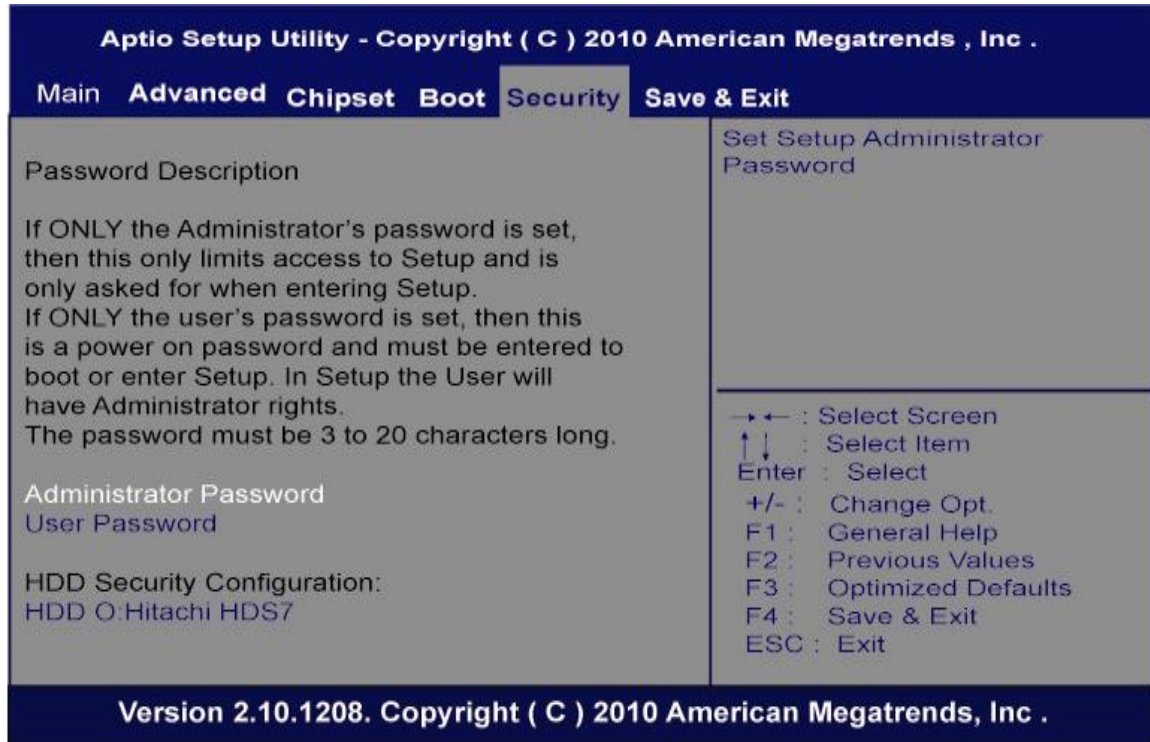 Aptio Setup Utility - Copyright ( C ) 2010 American Megatrends , Inc .
Main Advanced Chipset Boot Security Save & Exit
Password Description
If ONLY the Administrator's password is set,
then this only limits access to Setup and is
only asked for when entering Setup.
If ONLY the user's password is set, then this
is a power on password and must be entered to
boot or enter Setup. In Setup the User will
have Administrator rights.
The password must be 3 to 20 characters long.
Administrator Password
User Password
HDD Security Configuration:
HDD O:Hitachi HDS7
Set Setup Administrator
Password
→← : Select Screen
↑↓ : Select Item
Enter : Select
+/- : Change Opt.
F1 : General Help
F2 : Previous Values
F3 : Optimized Defaults
F4 : Save & Exit
ESC : Exit
Version 2.10.1208. Copyright ( C ) 2010 American Megatrends, Inc .